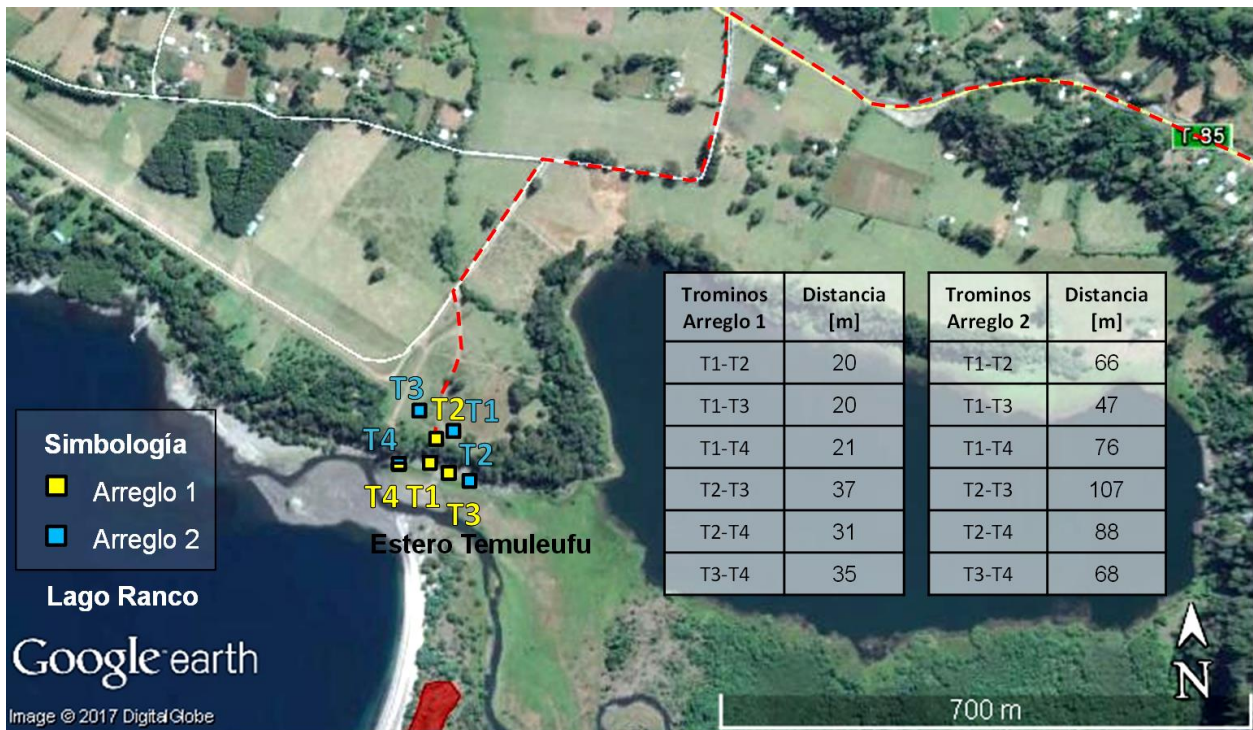 T-85
Trominos Arreglo 1
Distancia [m]
T1-T2 20
T1-T3 20
T1-T4 21
T2-T3 37
T2-T4 31
T3-T4 35
Trominos Arreglo 2
Distancia [m]
T1-T2 66
T1-T3 47
T1-T4 76
T2-T3 107
T2-T4 88
T3-T4 68
T3
T2 T1
T4
T2
T4 T1
T3
Estero Temuleufu
Simbología
Arreglo 1
Arreglo 2
Lago Ranco
Google earth
Image © 2017 DigitalGlobe
700 m
N